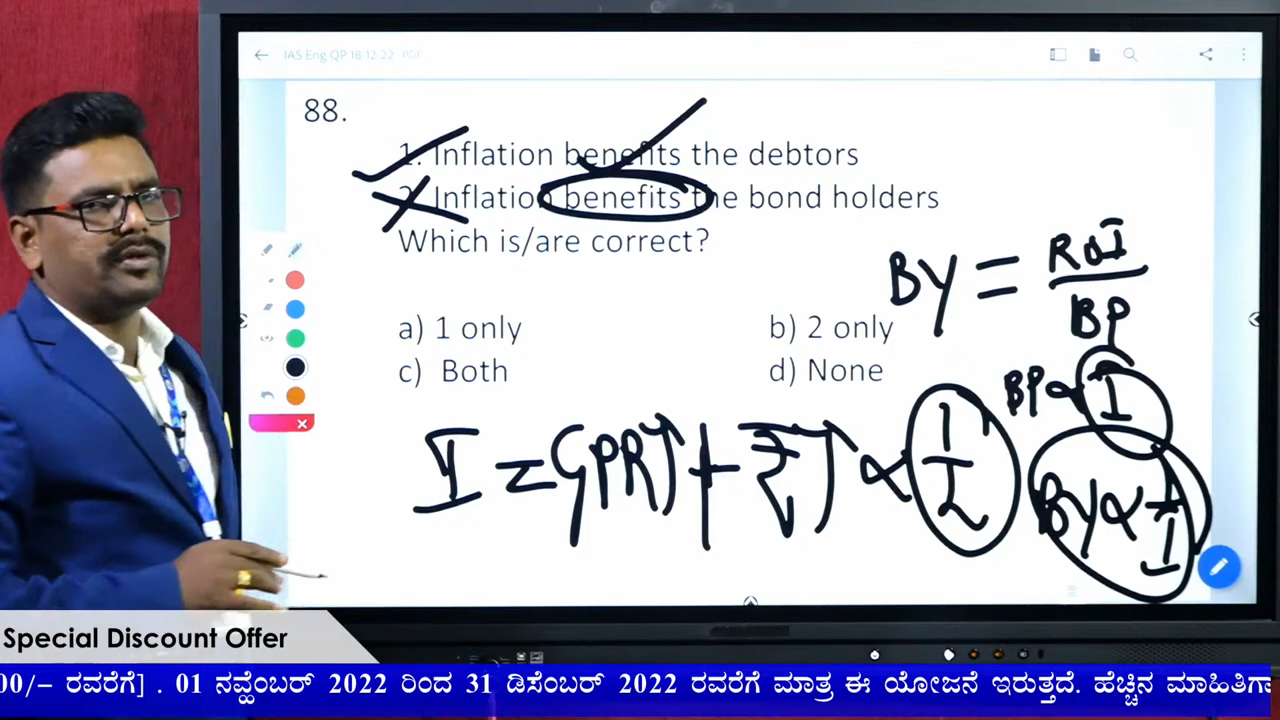 IAS Eng QP 18:12:22 PDF
88.
1. Inflation benefits the debtors
2. Inflation benefits the bond holders
Which is/are correct?
a) 1 only
b) 2 only
c) Both
d) None
BY = ROI / BP
BP ∝ I
BY ∝ 1/I
I = GPR↑ + ₹↓
Special Discount Offer
00/– ರವರೆಗೆ] . 01 ನವ್ಹೆಂಬರ್ 2022 ರಿಂದ 31 ಡಿಸೆಂಬರ್ 2022 ರವರೆಗೆ ಮಾತ್ರ ಈ ಯೋಜನೆ ಇರುತ್ತದೆ. ಹೆಚ್ಚಿನ ಮಾಹಿತಿಗಾ